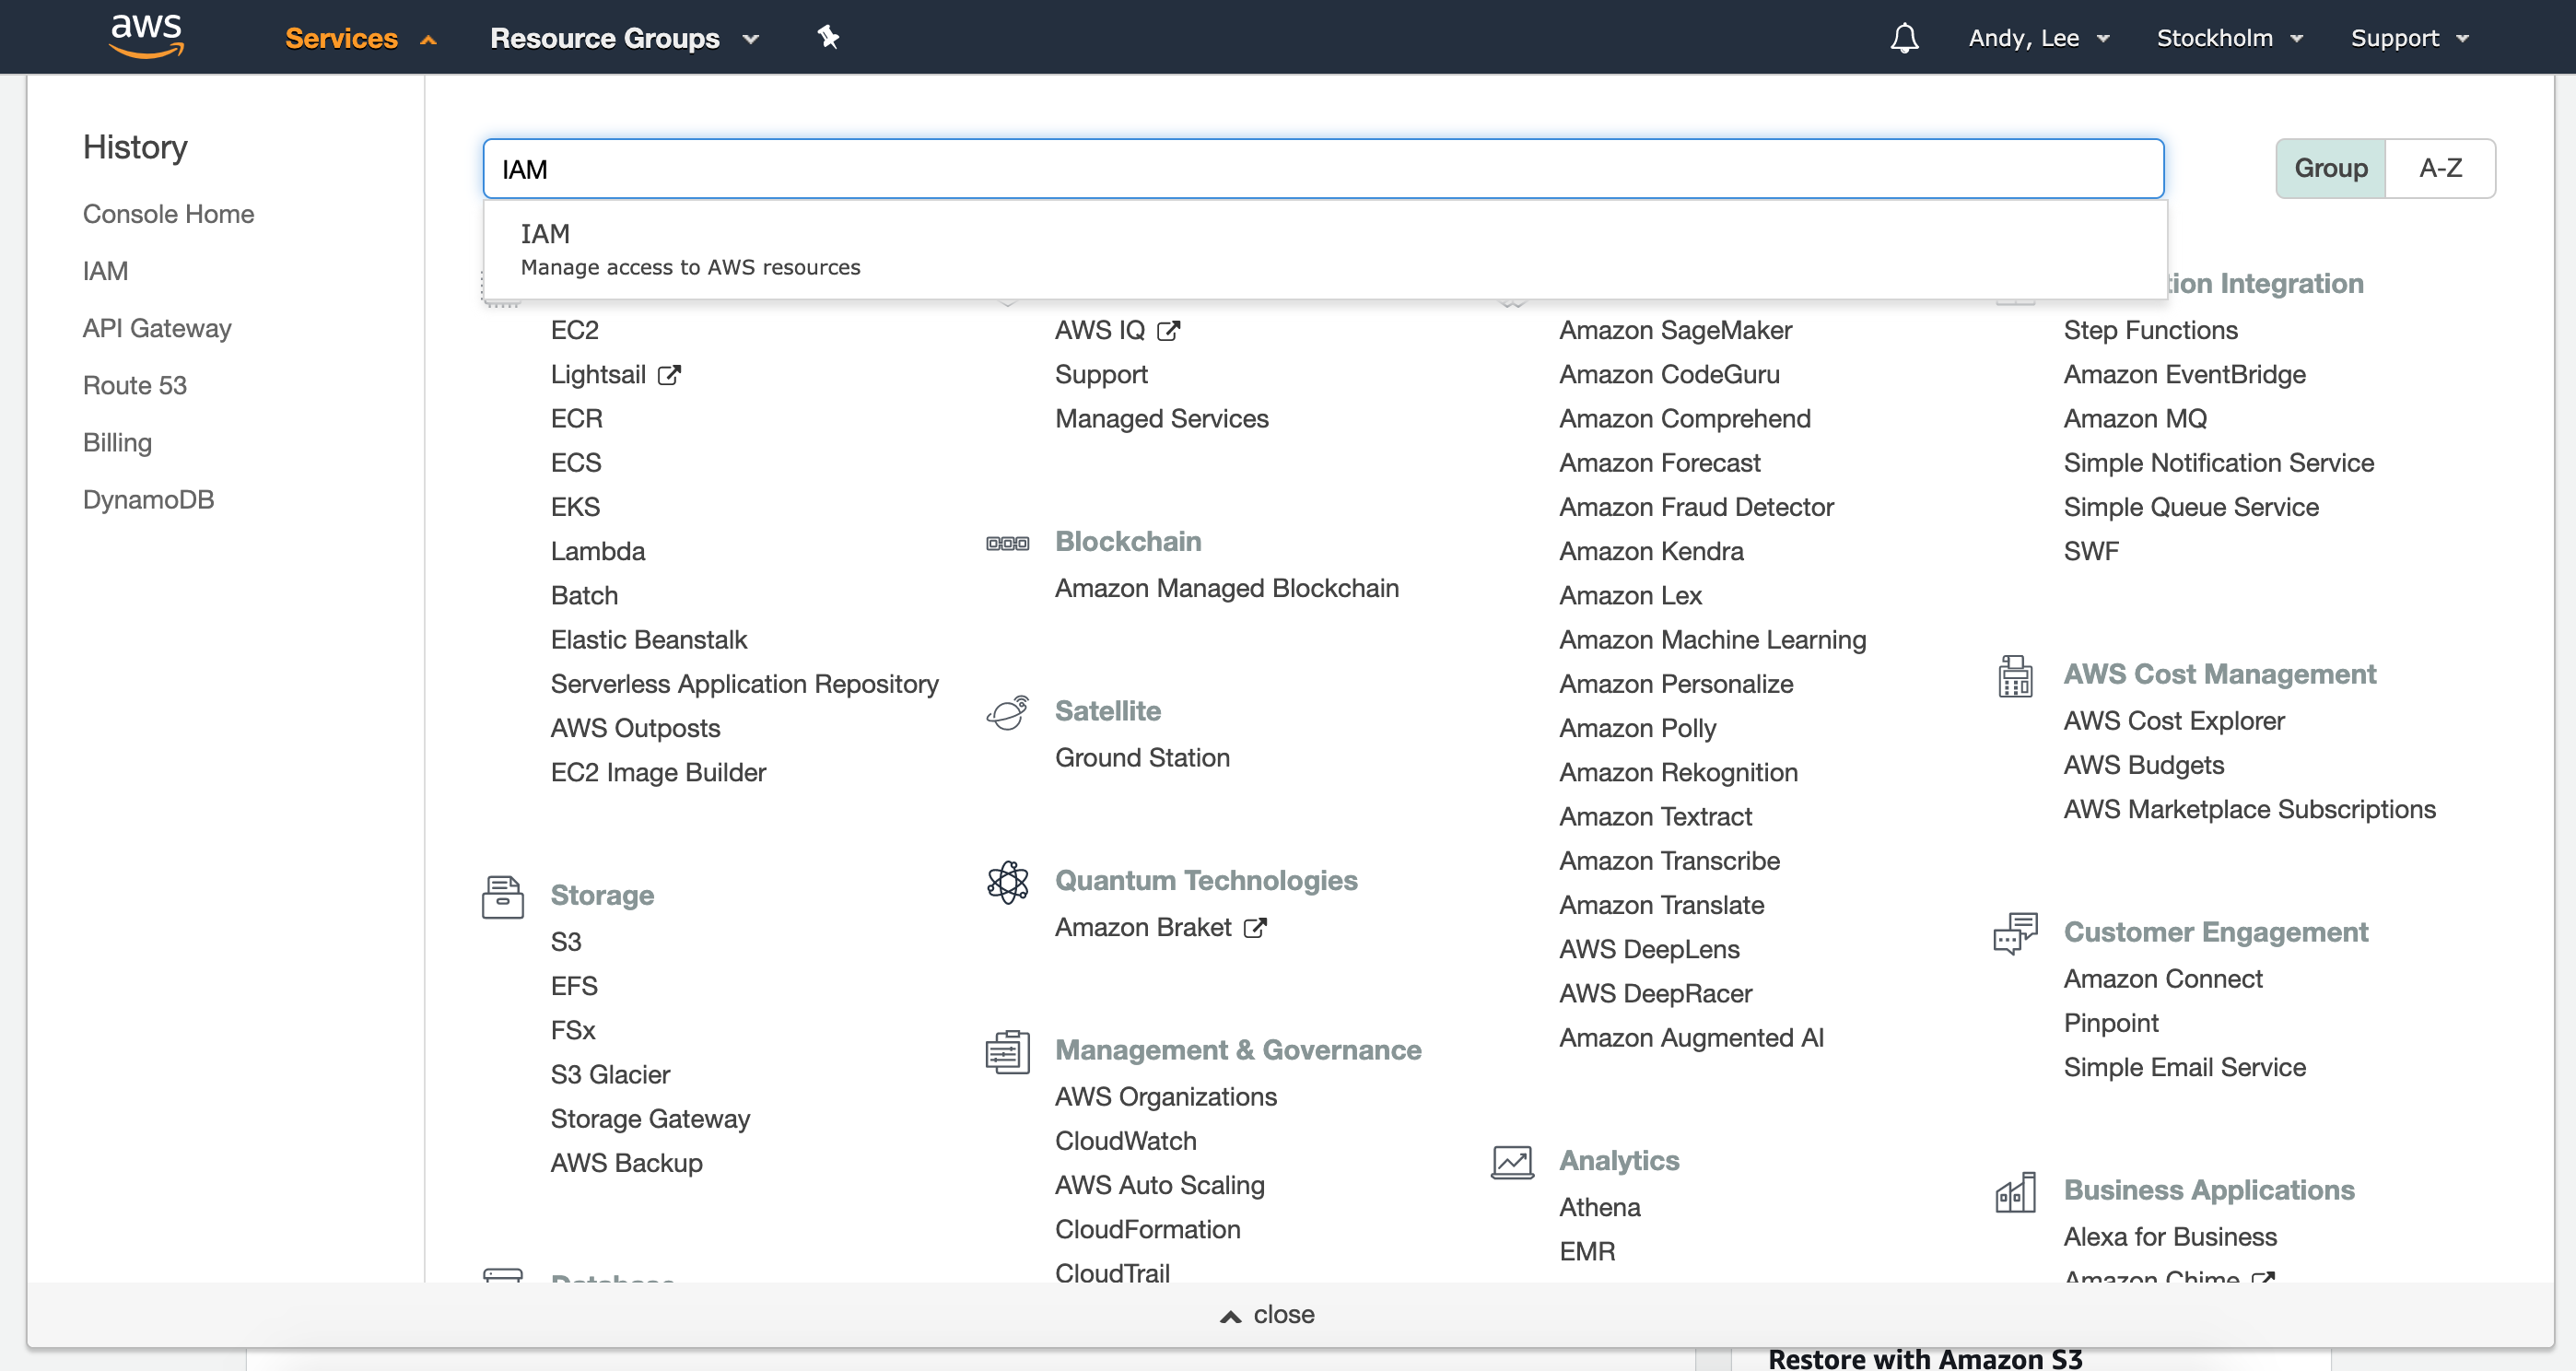 aws Services Resource Groups Andy, Lee Stockholm Support
History
Console Home
IAM
API Gateway
Route 53
Billing
DynamoDB
IAM
Group A-Z
IAM
Manage access to AWS resources
EC2
Lightsail
ECR
ECS
EKS
Lambda
Batch
Elastic Beanstalk
Serverless Application Repository
AWS Outposts
EC2 Image Builder
Storage
S3
EFS
FSx
S3 Glacier
Storage Gateway
AWS Backup
Database
AWS IQ
Support
Managed Services
Blockchain
Amazon Managed Blockchain
Satellite
Ground Station
Quantum Technologies
Amazon Braket
Management & Governance
AWS Organizations
CloudWatch
AWS Auto Scaling
CloudFormation
CloudTrail
Amazon SageMaker
Amazon CodeGuru
Amazon Comprehend
Amazon Forecast
Amazon Fraud Detector
Amazon Kendra
Amazon Lex
Amazon Machine Learning
Amazon Personalize
Amazon Polly
Amazon Rekognition
Amazon Textract
Amazon Transcribe
Amazon Translate
AWS DeepLens
AWS DeepRacer
Amazon Augmented AI
Analytics
Athena
EMR
tion Integration
Step Functions
Amazon EventBridge
Amazon MQ
Simple Notification Service
Simple Queue Service
SWF
AWS Cost Management
AWS Cost Explorer
AWS Budgets
AWS Marketplace Subscriptions
Customer Engagement
Amazon Connect
Pinpoint
Simple Email Service
Business Applications
Alexa for Business
Amazon Chime
close
Restore with Amazon S3